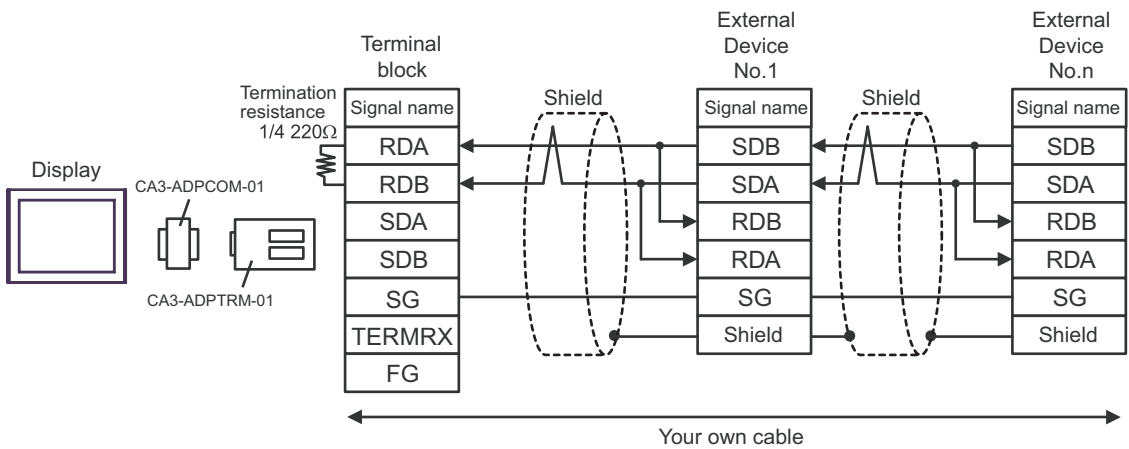 Display
CA3-ADPCOM-01
CA3-ADPTRM-01
Termination
resistance
1/4 220Ω
Terminal
block
Signal name
RDA
RDB
SDA
SDB
SG
TERMRX
FG
Shield
External
Device
No.1
Signal name
SDB
SDA
RDB
RDA
SG
Shield
Shield
External
Device
No.n
Signal name
SDB
SDA
RDB
RDA
SG
Shield
Your own cable